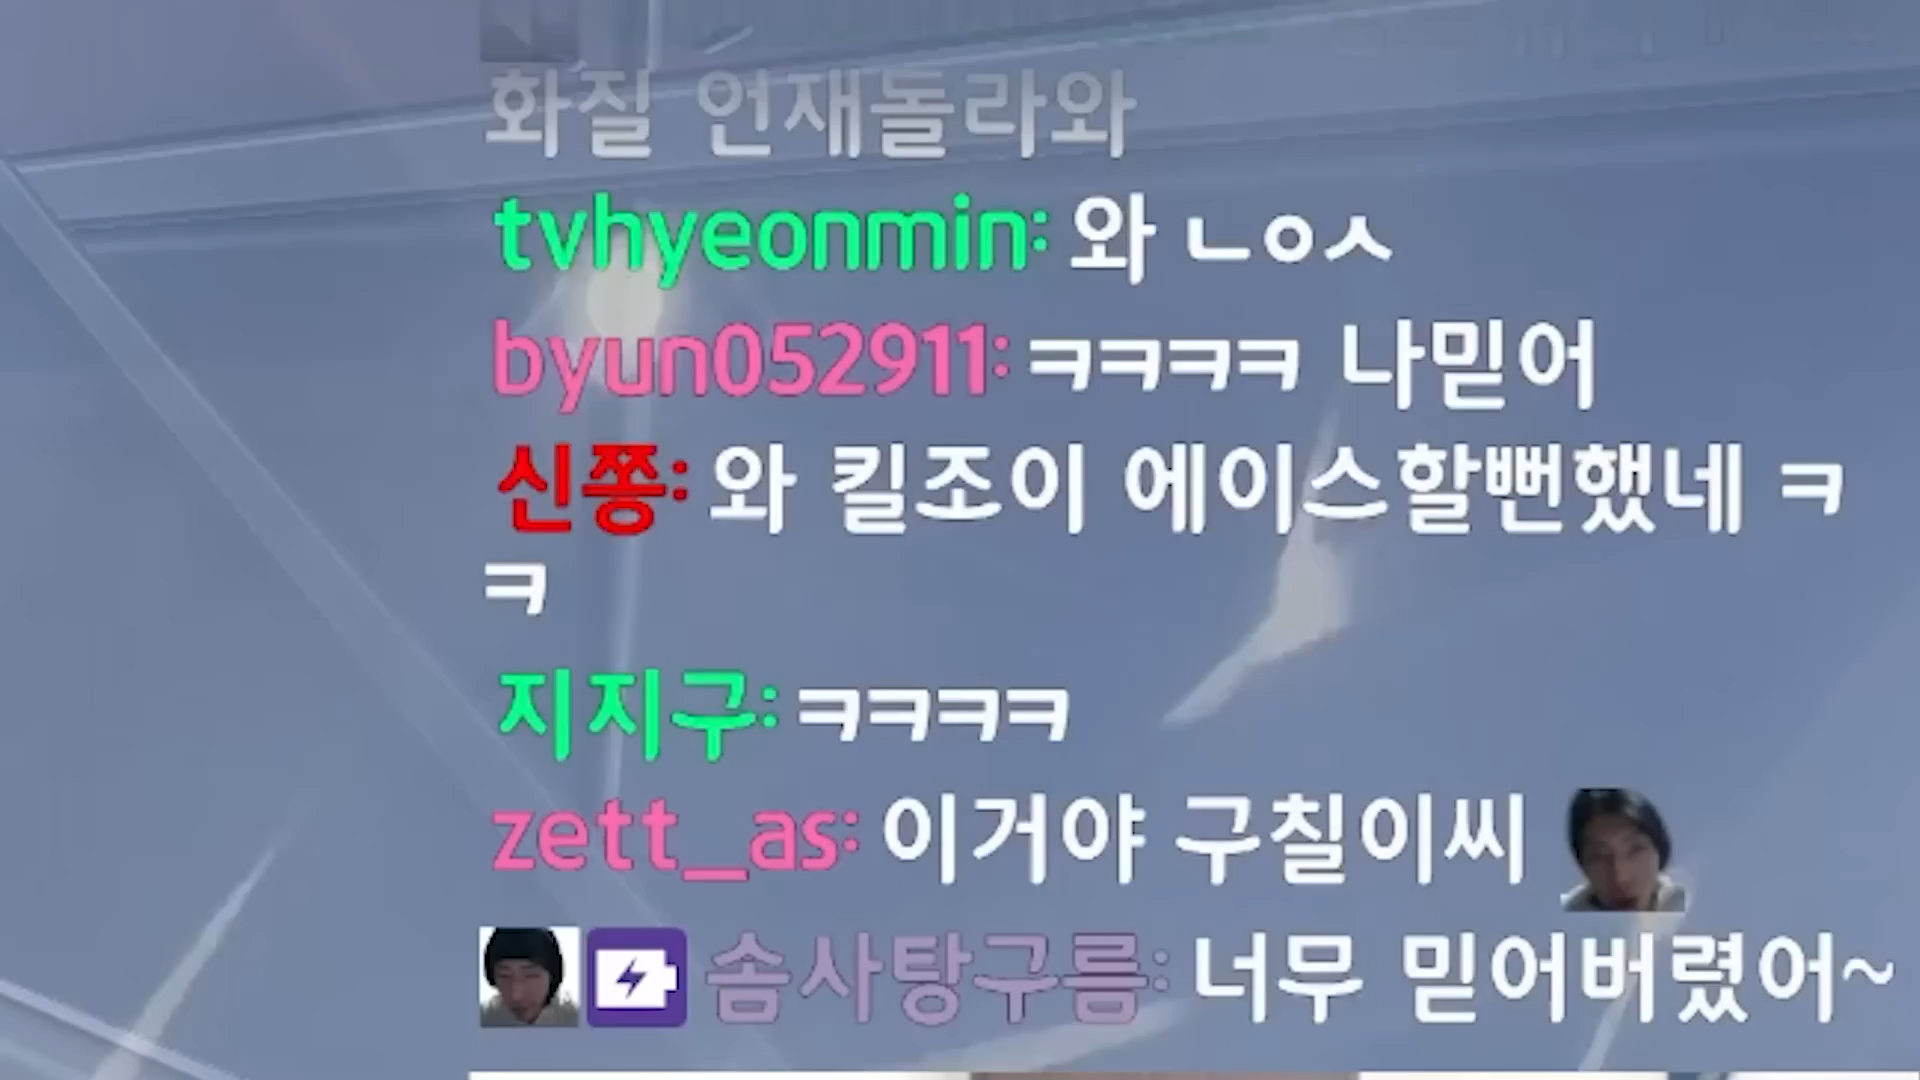 화질 언재돌라와
tvhyeonmin: 와 ㄴㅇㅅ
byun052911: ㅋㅋㅋㅋ 나믿어
신쫑: 와 킬조이 에이스할뻔했네 ㅋ
ㅋ
지지구: ㅋㅋㅋㅋ
zett_as: 이거야 구칠이씨
솜사탕구름: 너무 믿어버렸어~